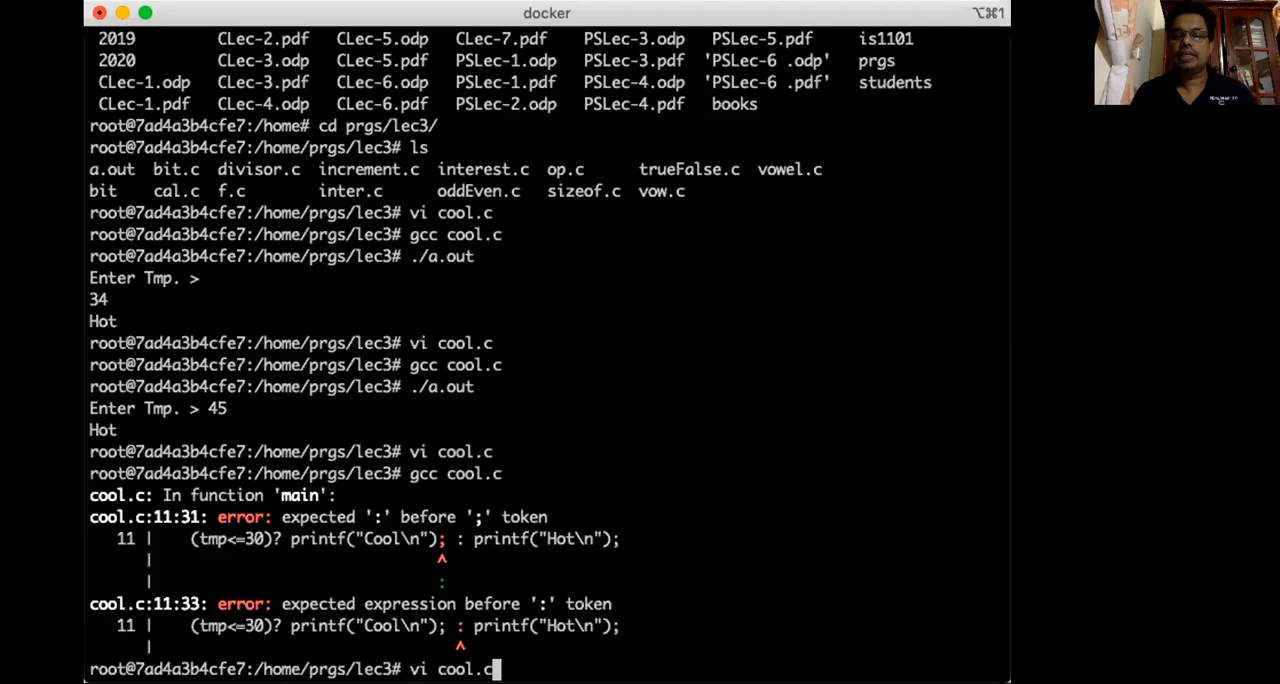 docker
⌥⌘1
2019 CLec-2.pdf CLec-5.odp CLec-7.pdf PSLec-3.odp PSLec-5.pdf is1101
2020 CLec-3.odp CLec-5.pdf PSLec-1.odp PSLec-3.pdf 'PSLec-6 .odp' prgs
CLec-1.odp CLec-3.pdf CLec-6.odp PSLec-1.pdf PSLec-4.odp 'PSLec-6 .pdf' students
CLec-1.pdf CLec-4.odp CLec-6.pdf PSLec-2.odp PSLec-4.pdf books
root@7ad4a3b4cfe7:/home# cd prgs/lec3/
root@7ad4a3b4cfe7:/home/prgs/lec3# ls
a.out bit.c divisor.c increment.c interest.c op.c trueFalse.c vowel.c
bit cal.c f.c inter.c oddEven.c sizeof.c vow.c
root@7ad4a3b4cfe7:/home/prgs/lec3# vi cool.c
root@7ad4a3b4cfe7:/home/prgs/lec3# gcc cool.c
root@7ad4a3b4cfe7:/home/prgs/lec3# ./a.out
Enter Tmp. >
34
Hot
root@7ad4a3b4cfe7:/home/prgs/lec3# vi cool.c
root@7ad4a3b4cfe7:/home/prgs/lec3# gcc cool.c
root@7ad4a3b4cfe7:/home/prgs/lec3# ./a.out
Enter Tmp. > 45
Hot
root@7ad4a3b4cfe7:/home/prgs/lec3# vi cool.c
root@7ad4a3b4cfe7:/home/prgs/lec3# gcc cool.c
cool.c: In function 'main':
cool.c:11:31: error: expected ':' before ';' token
11 | (tmp<=30)? printf("Cool\n"); : printf("Hot\n");
| ^
| :
cool.c:11:33: error: expected expression before ':' token
11 | (tmp<=30)? printf("Cool\n"); : printf("Hot\n");
| ^
root@7ad4a3b4cfe7:/home/prgs/lec3# vi cool.c